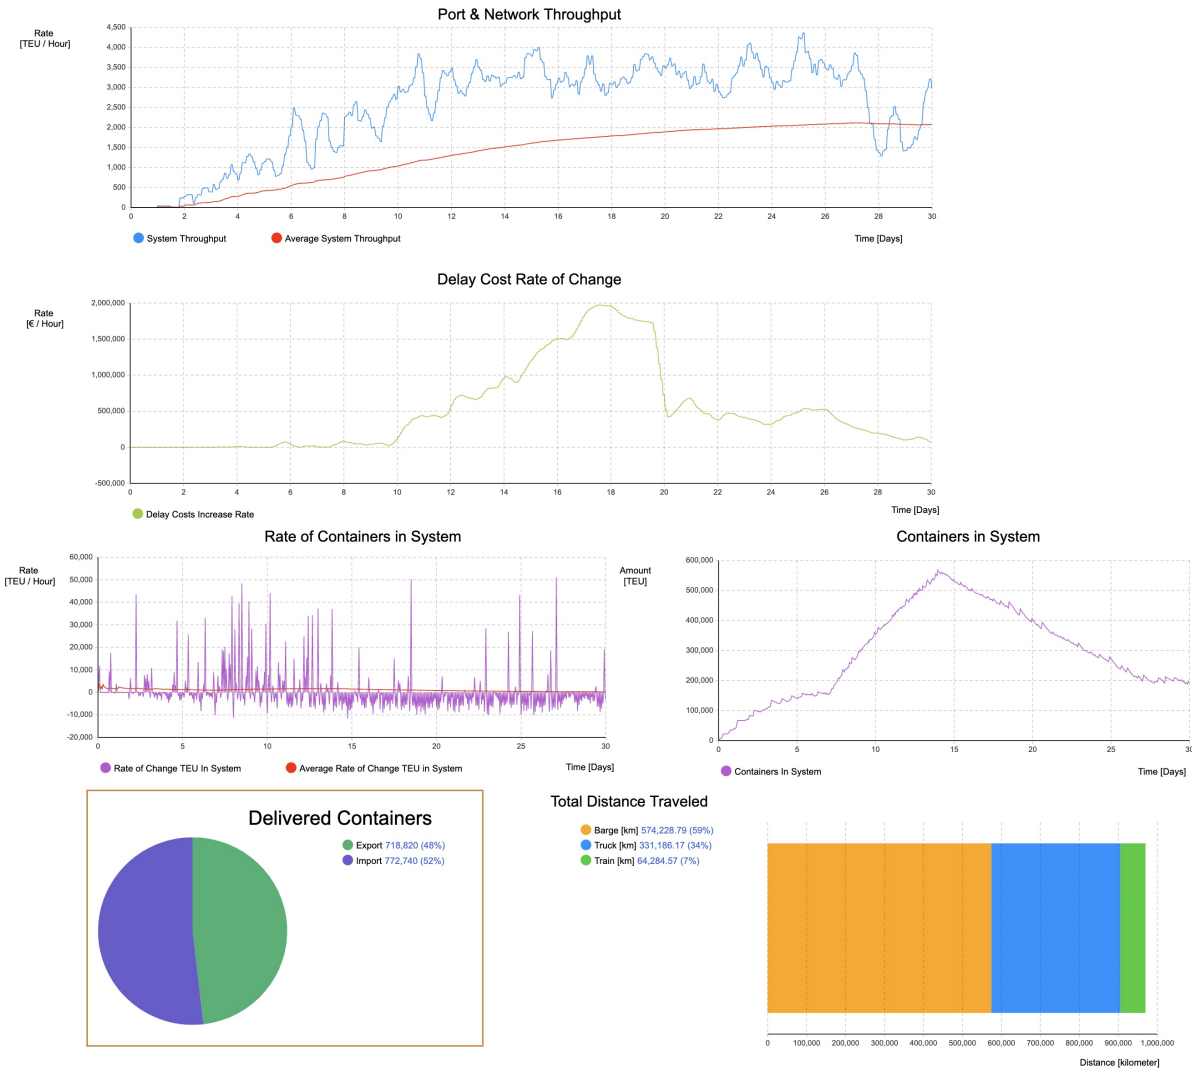 Port & Network Throughput
Rate
[TEU / Hour]
4,500
4,000
3,500
3,000
2,500
2,000
1,500
1,000
500
0
0 2 4 6 8 10 12 14 16 18 20 22 24 26 28 30
System Throughput Average System Throughput Time [Days]
Delay Cost Rate of Change
Rate
[€ / Hour]
2,000,000
1,500,000
1,000,000
500,000
0
-500,000
0 2 4 6 8 10 12 14 16 18 20 22 24 26 28 30
Delay Costs Increase Rate Time [Days]
Rate of Containers in System
Rate
[TEU / Hour]
60,000
50,000
40,000
30,000
20,000
10,000
0
-10,000
-20,000
0 5 10 15 20 25 30
Rate of Change TEU In System Average Rate of Change TEU in System Time [Days]
Containers in System
Amount
[TEU]
600,000
500,000
400,000
300,000
200,000
100,000
0
0 5 10 15 20 25 30
Containers In System Time [Days]
Delivered Containers
Export 718,820 (48%)
Import 772,740 (52%)
Total Distance Traveled
Barge [km] 574,228.79 (59%)
Truck [km] 331,186.17 (34%)
Train [km] 64,284.57 (7%)
0 100,000 200,000 300,000 400,000 500,000 600,000 700,000 800,000 900,000 1,000,000
Distance [kilometer]